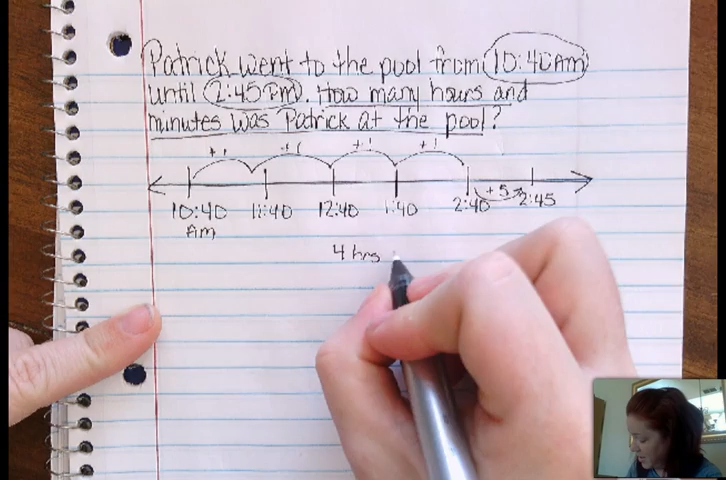 Patrick went to the pool from 10:40 Am
until 2:45 Pm. How many hours and
minutes was Patrick at the pool?
+1 +1 +1 +1
+5
10:40 11:40 12:40 1:40 2:40 2:45
Am
4 hrs